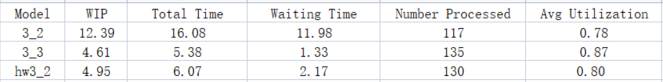 Model WIP Total Time Waiting Time Number Processed Avg Utilization
3_2 12.39 16.08 11.98 117 0.78
3_3 4.61 5.38 1.33 135 0.87
hw3_2 4.95 6.07 2.17 130 0.80